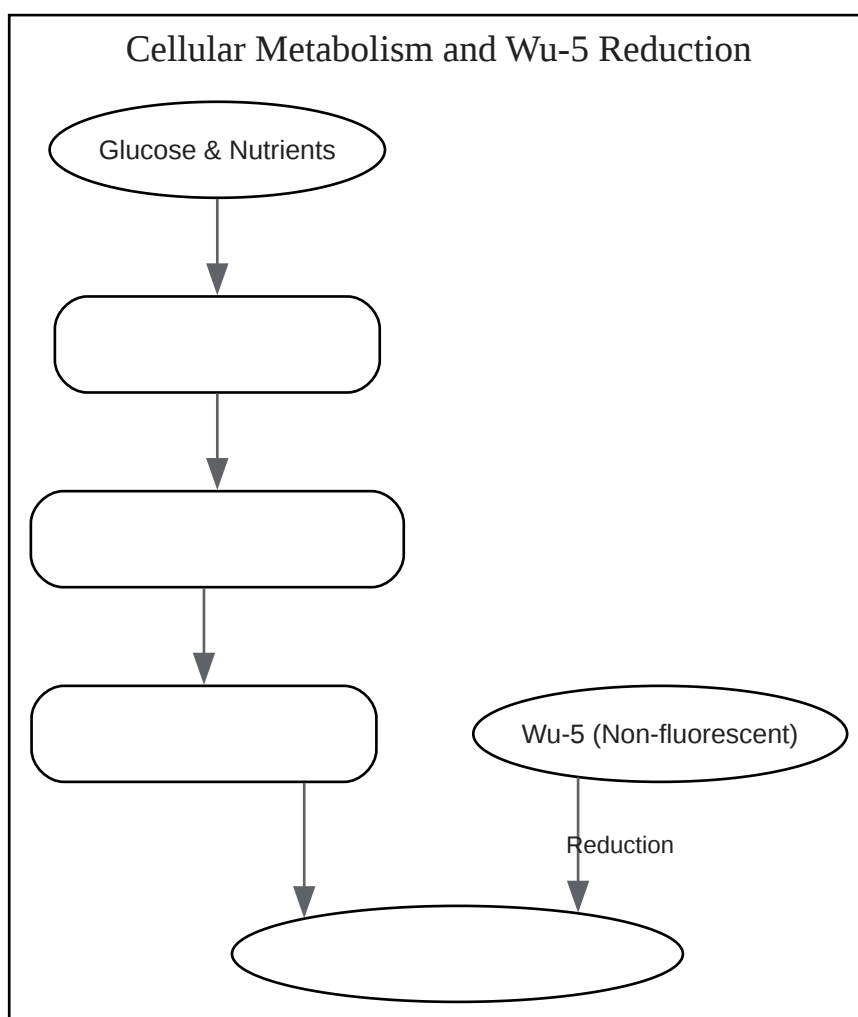 Cellular Metabolism and Wu-5 Reduction
Glucose & Nutrients
Wu-5 (Non-fluorescent)
Reduction